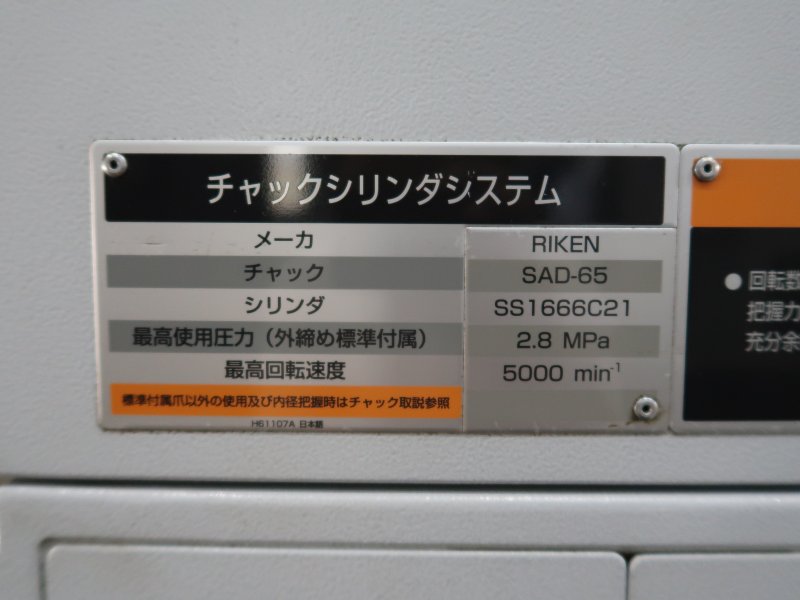 チャックシリンダシステム
メーカ RIKEN
チャック SAD-65
シリンダ SS1666C21
最高使用圧力（外締め標準付属） 2.8 MPa
最高回転速度 5000 min⁻¹
標準付属爪以外の使用及び内径把握時はチャック取説参照
H61107A 日本語
● 回転数
把握力
充分余